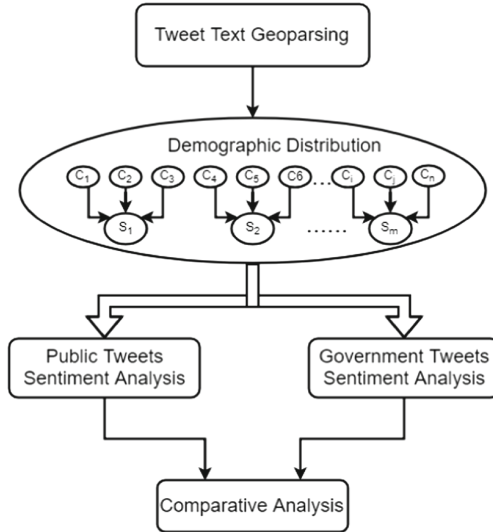 Tweet Text Geoparsing
Demographic Distribution
C1 C2 C3 C4 C5 C6 ... Ci Cj Cn
S1 S2 ...... Sm
Public Tweets Government Tweets
Sentiment Analysis Sentiment Analysis
Comparative Analysis